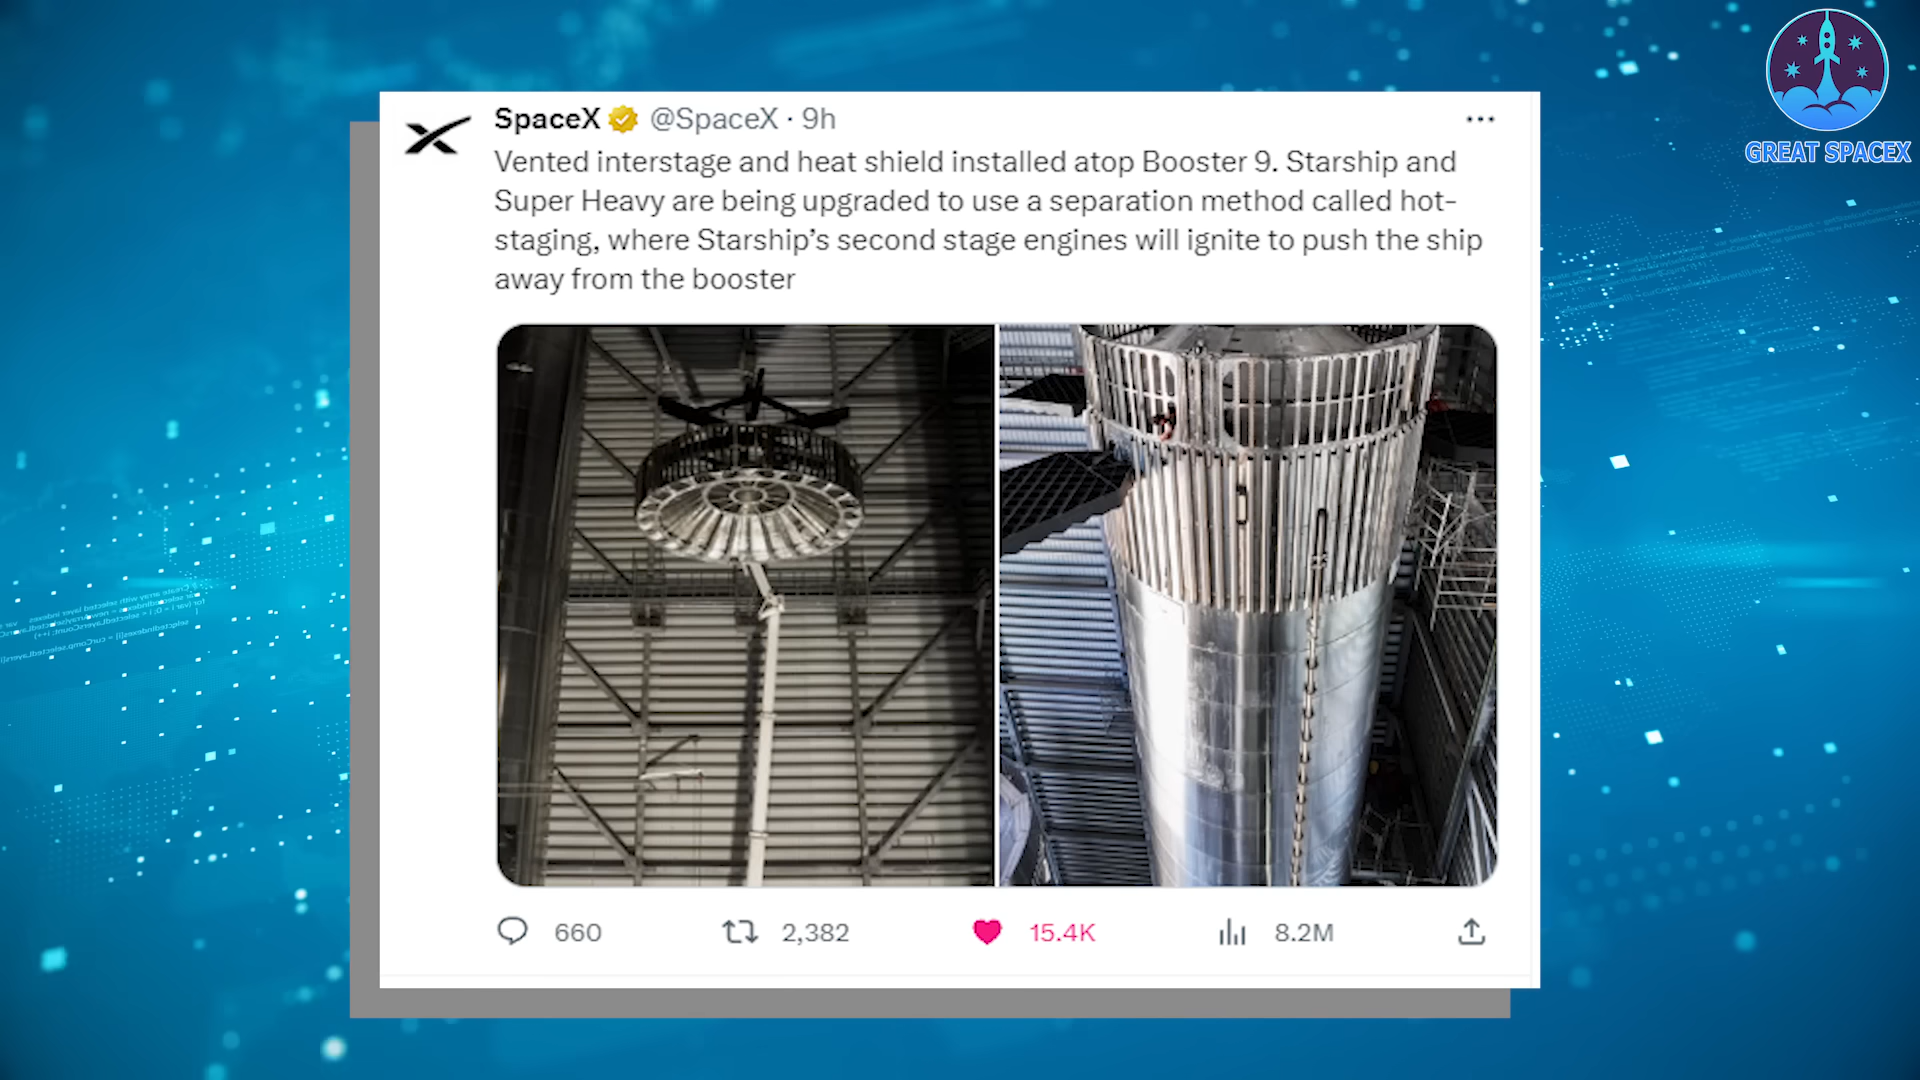 GREAT SPACEX
SpaceX @SpaceX · 9h
Vented interstage and heat shield installed atop Booster 9. Starship and
Super Heavy are being upgraded to use a separation method called hot-
staging, where Starship’s second stage engines will ignite to push the ship
away from the booster
660 2,382 15.4K 8.2M